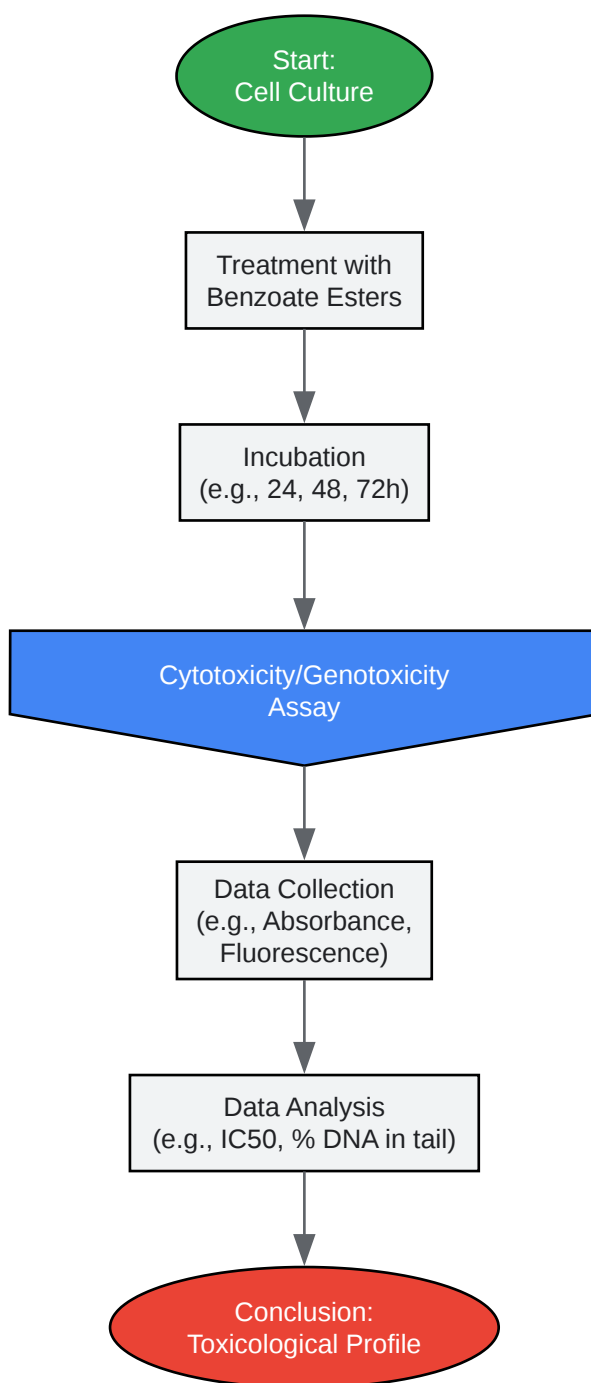 Start:
Cell Culture
Treatment with
Benzoate Esters
Incubation
(e.g., 24, 48, 72h)
Cytotoxicity/Genotoxicity
Assay
Data Collection
(e.g., Absorbance,
Fluorescence)
Data Analysis
(e.g., IC50, % DNA in tail)
Conclusion:
Toxicological Profile